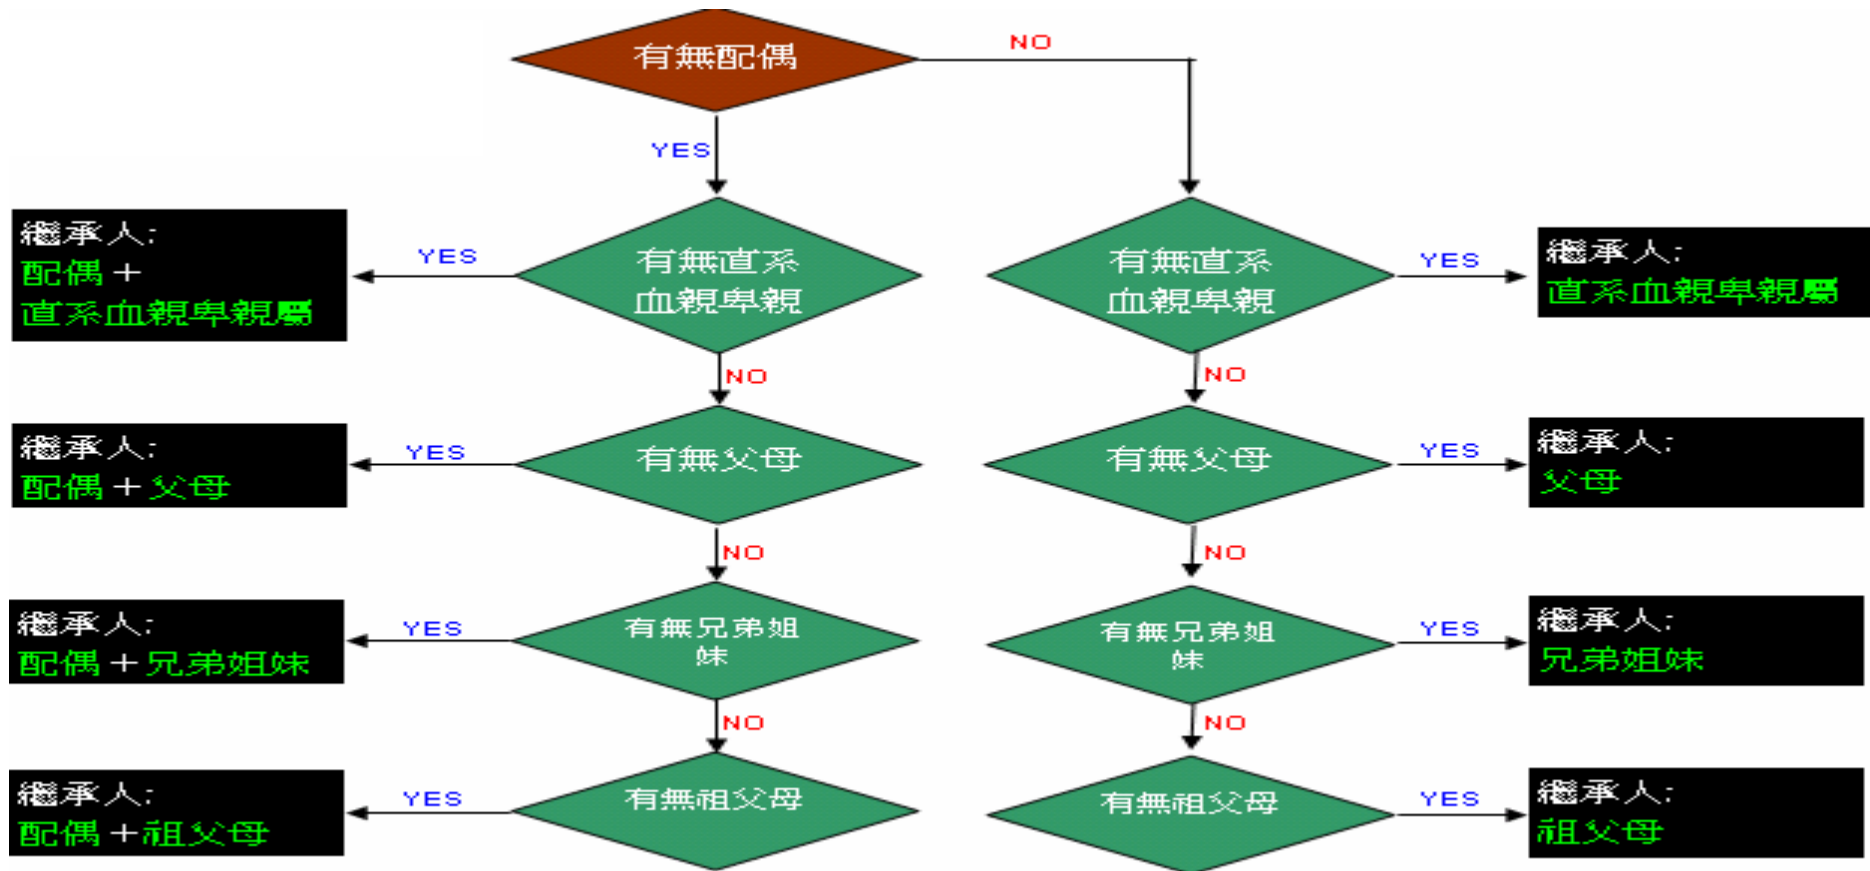 有無配偶
NO
YES
繼承人:
配偶+
直系血親卑親屬
YES
有無直系
血親卑親
有無直系
血親卑親
YES
繼承人:
直系血親卑親屬
NO
NO
繼承人:
配偶+父母
YES
有無父母
有無父母
YES
繼承人:
父母
NO
NO
繼承人:
配偶+兄弟姐妹
YES
有無兄弟姐
妹
有無兄弟姐
妹
YES
繼承人:
兄弟姐妹
NO
NO
繼承人:
配偶+祖父母
YES
有無祖父母
有無祖父母
YES
繼承人:
祖父母